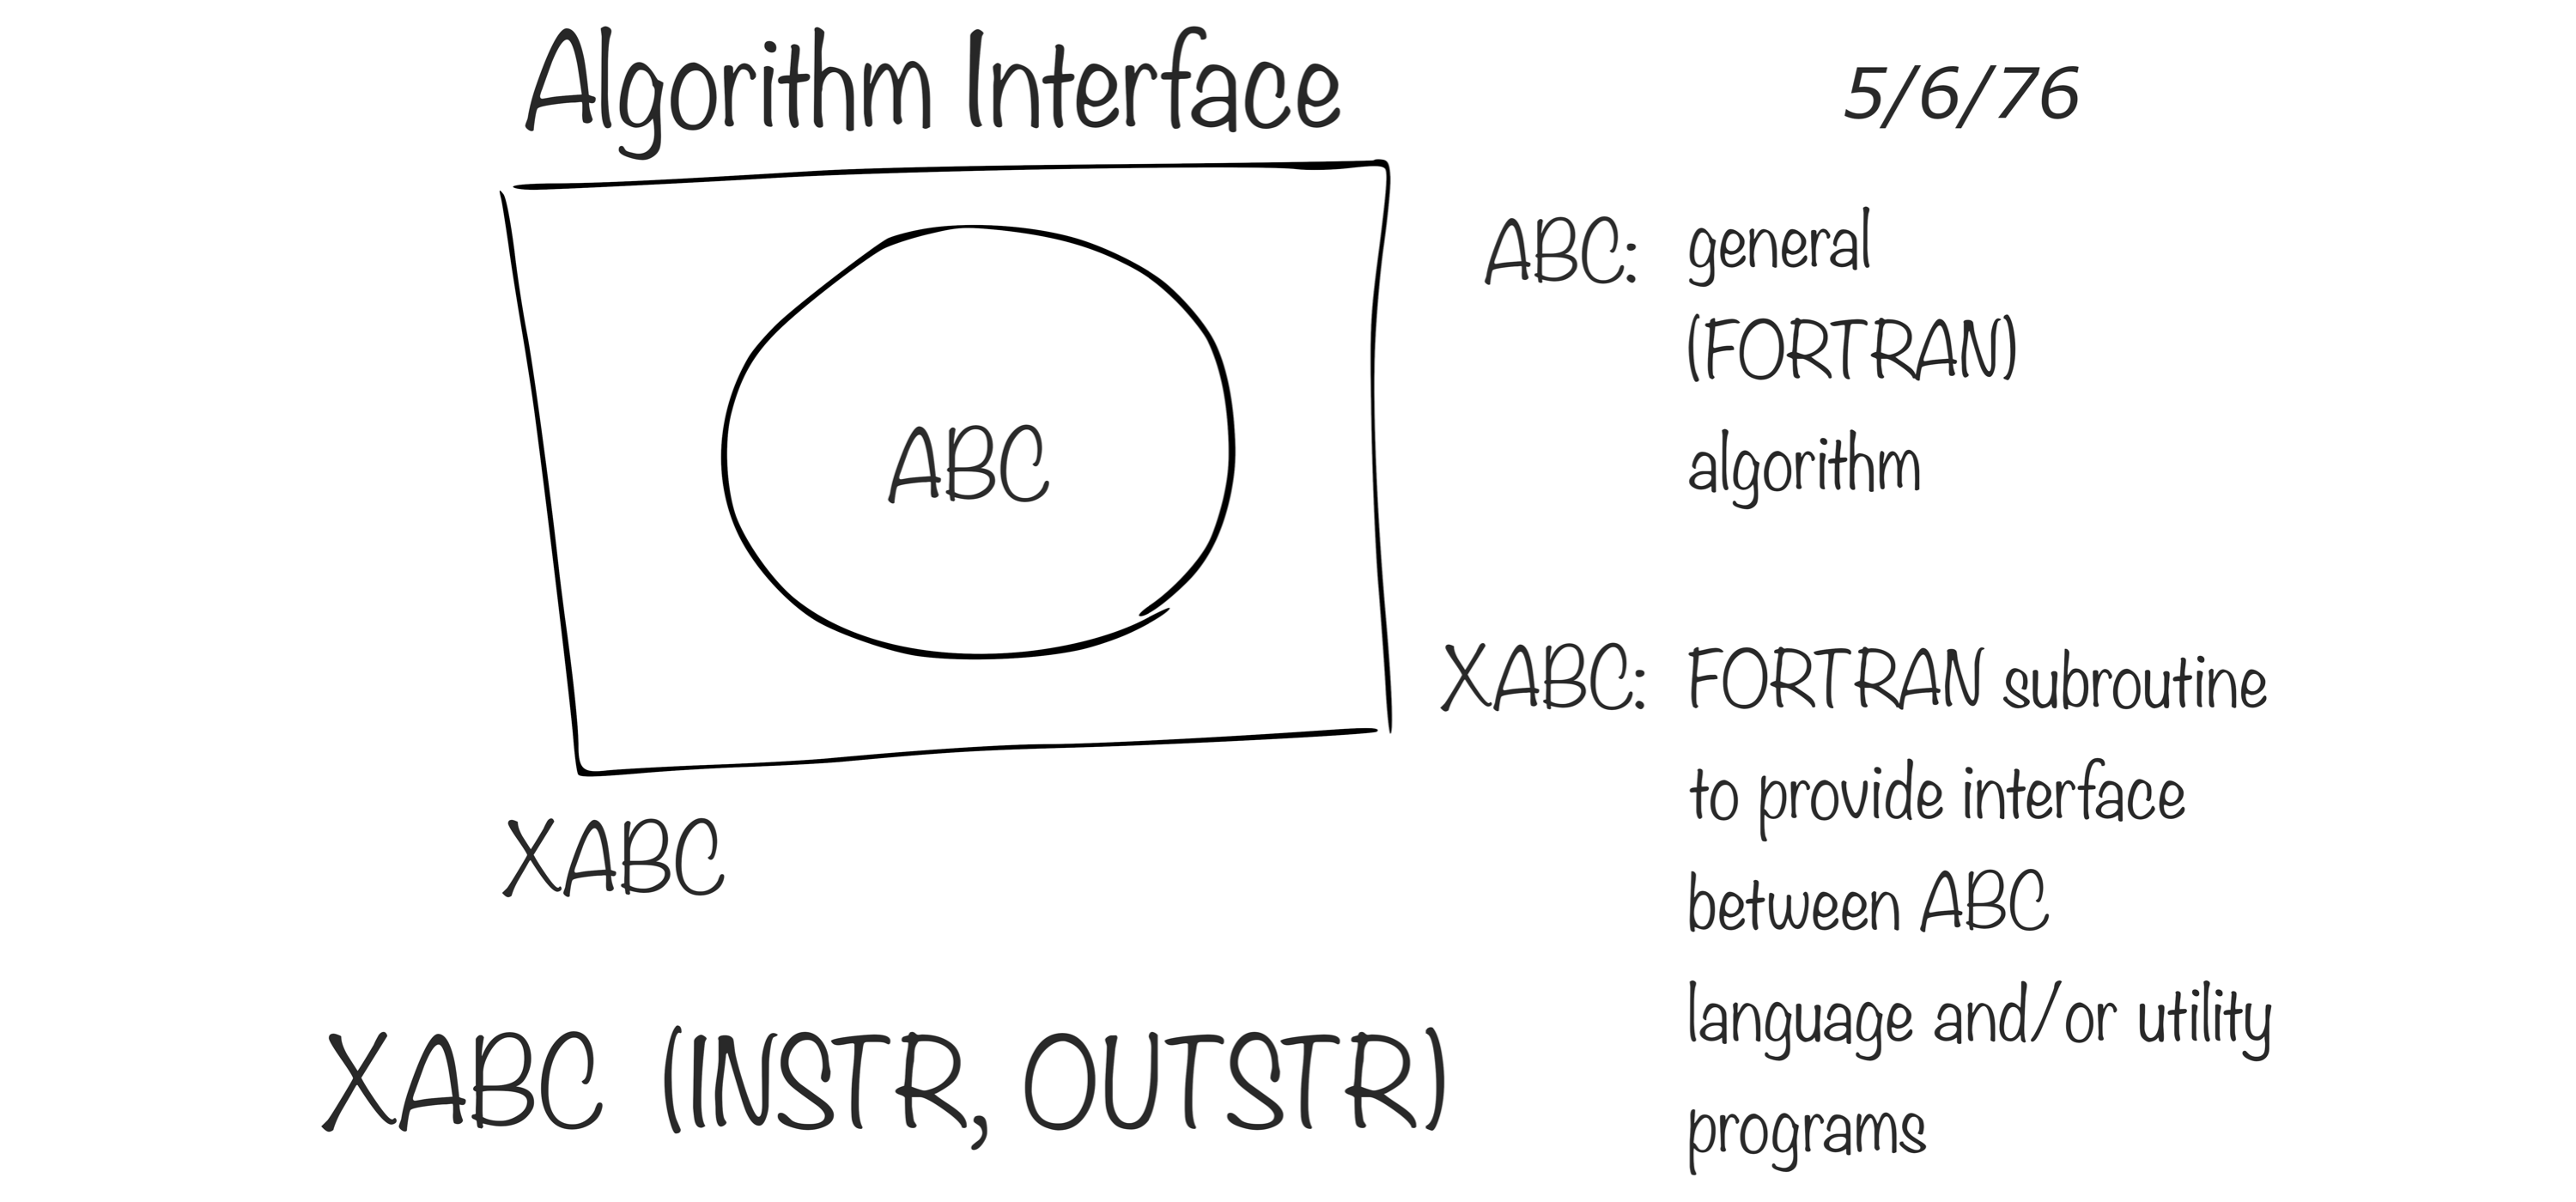 Algorithm Interface
5/6/76
ABC
XABC
XABC (INSTR, OUTSTR)
ABC: general
(FORTRAN)
algorithm
XABC: FORTRAN subroutine
to provide interface
between ABC
language and/or utility
programs